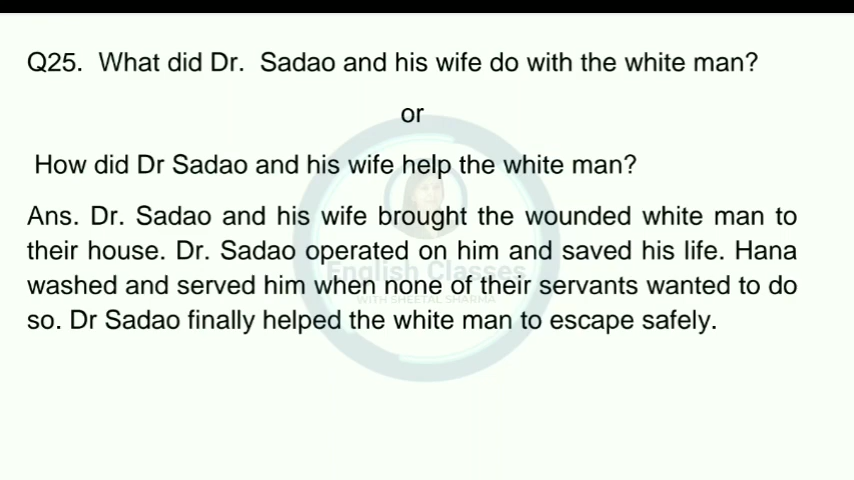 Q25. What did Dr. Sadao and his wife do with the white man?
or
How did Dr Sadao and his wife help the white man?
Ans. Dr. Sadao and his wife brought the wounded white man to
their house. Dr. Sadao operated on him and saved his life. Hana
English Classes
washed and served him when none of their servants wanted to do
WITH SHEETAL SHARMA
so. Dr Sadao finally helped the white man to escape safely.